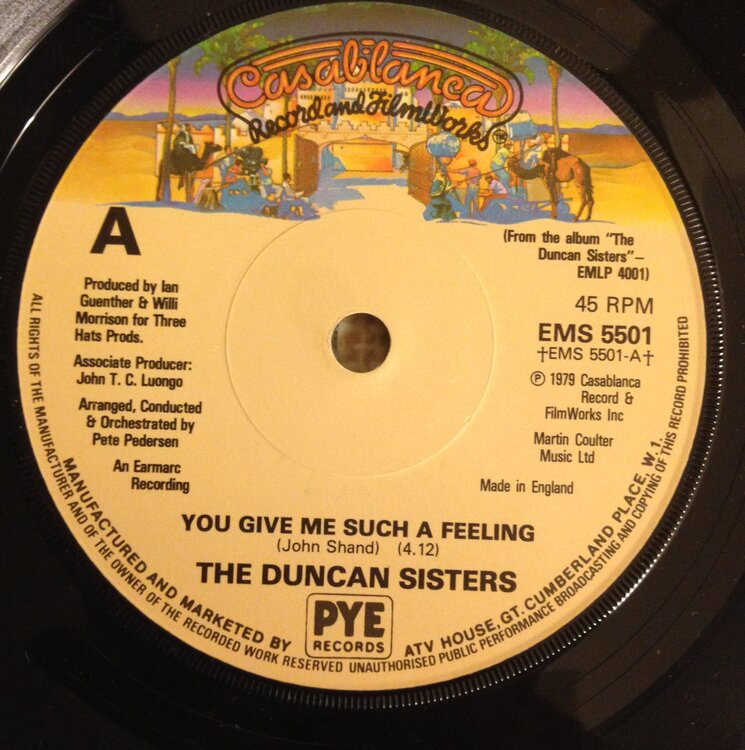 Casablanca
Record and FilmWorks®
A
(From the album "The
Duncan Sisters"–
EMLP 4001)
Produced by Ian
Guenther & Willi
Morrison for Three
Hats Prods.
Associate Producer:
John T. C. Luongo
Arranged, Conducted
& Orchestrated by
Pete Pedersen
An Earmarc
Recording
45 RPM
EMS 5501
†EMS 5501-A†
℗ 1979 Casablanca
Record &
FilmWorks Inc
Martin Coulter
Music Ltd
Made in England
YOU GIVE ME SUCH A FEELING
(John Shand) (4.12)
THE DUNCAN SISTERS
MANUFACTURED AND MARKETED BY
PYE
RECORDS
ATV HOUSE, GT. CUMBERLAND PLACE, W.1.
ALL RIGHTS OF THE MANUFACTURER AND OF THE OWNER OF THE RECORDED WORK RESERVED UNAUTHORISED PUBLIC PERFORMANCE BROADCASTING AND COPYING OF THIS RECORD PROHIBITED